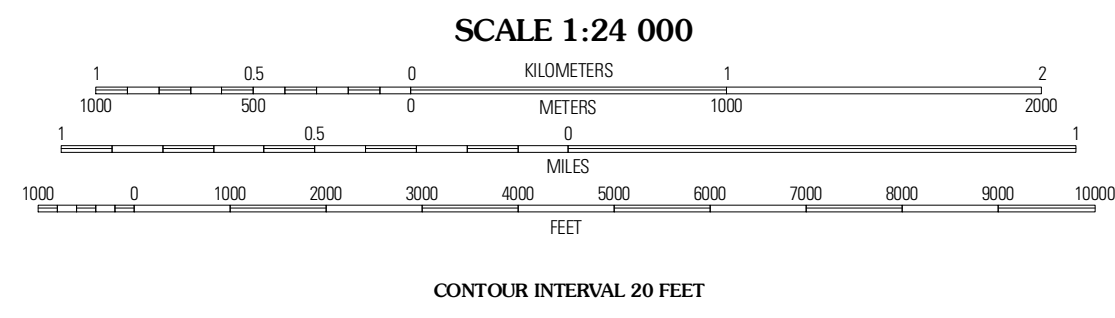 SCALE 1:24 000
1 0.5 0 KILOMETERS 1 2
1000 500 0 METERS 1000 2000
1 0.5 0 1
MILES
1000 0 1000 2000 3000 4000 5000 6000 7000 8000 9000 10000
FEET
CONTOUR INTERVAL 20 FEET